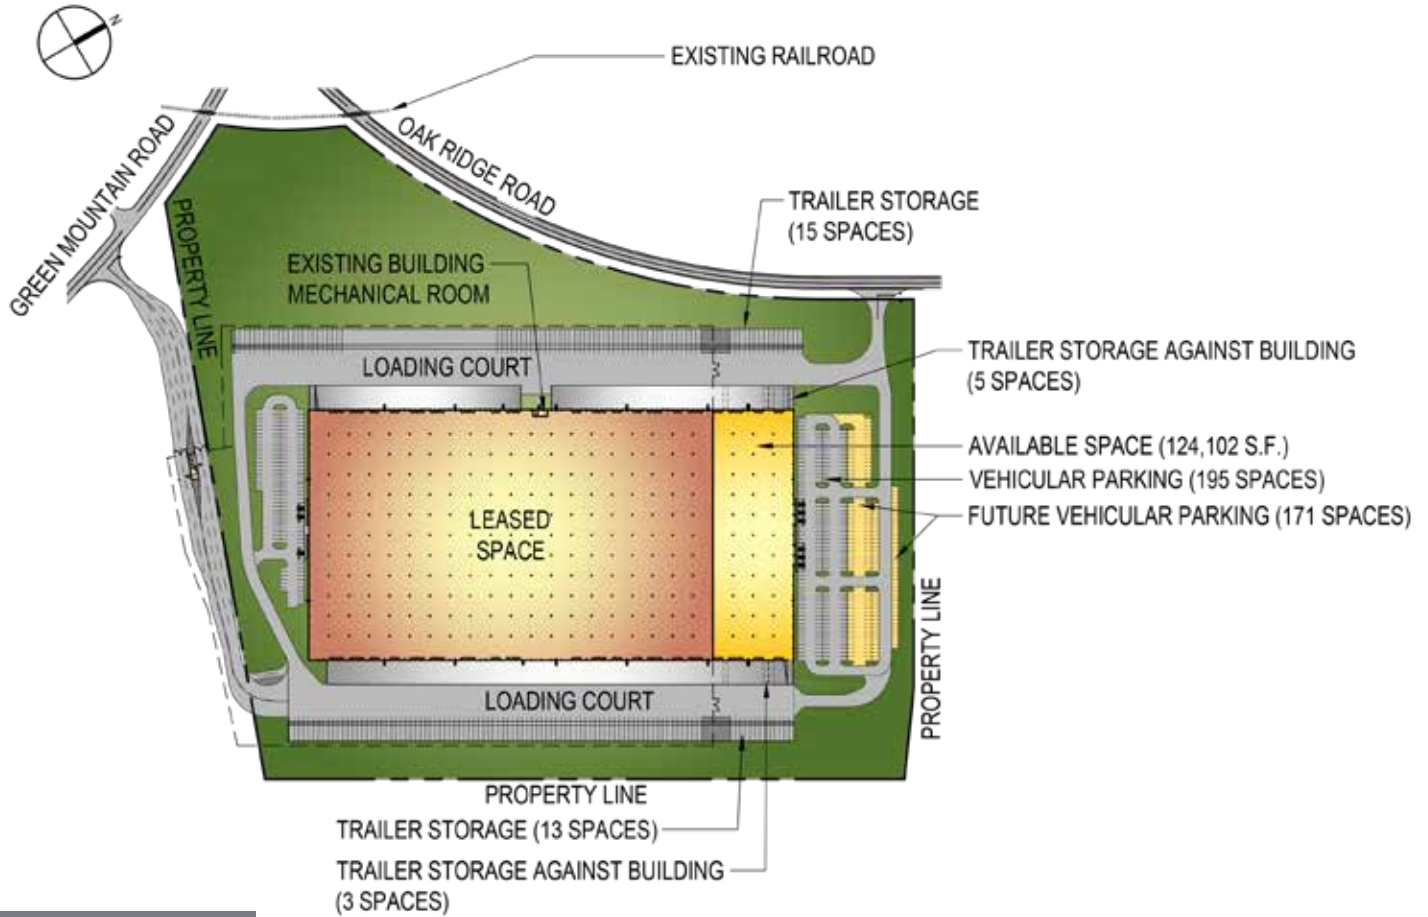 N
EXISTING RAILROAD
GREEN MOUNTAIN ROAD
OAK RIDGE ROAD
PROPERTY LINE
TRAILER STORAGE
(15 SPACES)
EXISTING BUILDING
MECHANICAL ROOM
LOADING COURT
TRAILER STORAGE AGAINST BUILDING
(5 SPACES)
AVAILABLE SPACE (124,102 S.F.)
VEHICULAR PARKING (195 SPACES)
FUTURE VEHICULAR PARKING (171 SPACES)
LEASED
SPACE
PROPERTY LINE
LOADING COURT
PROPERTY LINE
TRAILER STORAGE (13 SPACES)
TRAILER STORAGE AGAINST BUILDING
(3 SPACES)